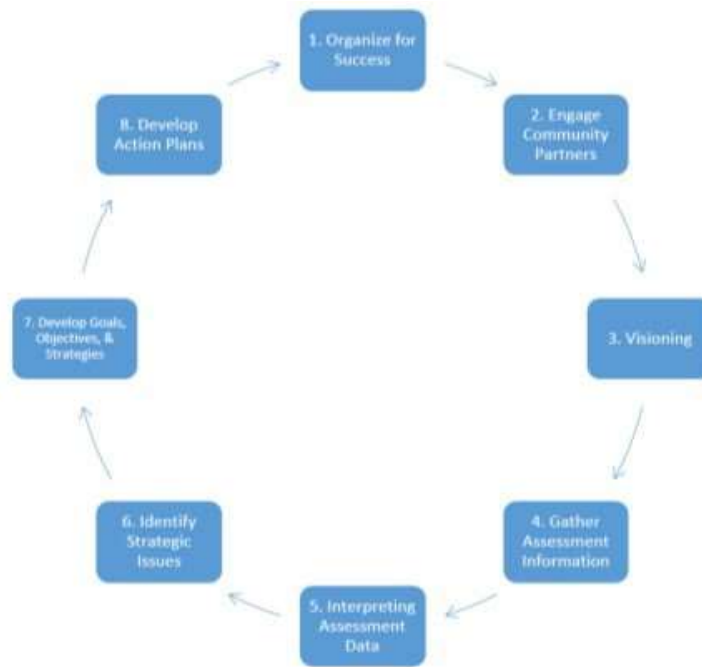 1. Organize for
Success
2. Engage
Community
Partners
3. Visioning
4. Gather
Assessment
Information
5. Interpreting
Assessment
Data
6. Identify
Strategic
Issues
7. Develop Goals,
Objectives, &
Strategies
8. Develop
Action Plans